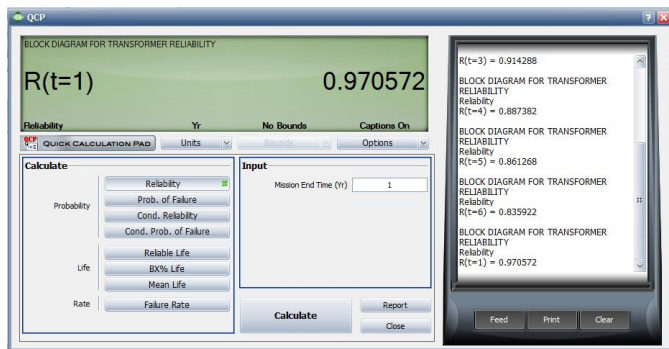 QCP
BLOCK DIAGRAM FOR TRANSFORMER RELIABILITY
R(t=1) 0.970572
Reliability Yr No Bounds Captions On
QCP QUICK CALCULATION PAD Units Bounds Options
Calculate
Probability
Reliability
Prob. of Failure
Cond. Reliability
Cond. Prob. of Failure
Life
Reliable Life
BX% Life
Mean Life
Rate
Failure Rate
Input
Mission End Time (Yr) 1
Calculate
Report
Close
R(t=3) = 0.914288
BLOCK DIAGRAM FOR TRANSFORMER
RELIABILITY
Reliability
R(t=4) = 0.887382
BLOCK DIAGRAM FOR TRANSFORMER
RELIABILITY
Reliability
R(t=5) = 0.861268
BLOCK DIAGRAM FOR TRANSFORMER
RELIABILITY
Reliability
R(t=6) = 0.835922
BLOCK DIAGRAM FOR TRANSFORMER
RELIABILITY
Reliability
R(t=1) = 0.970572
Feed Print Clear